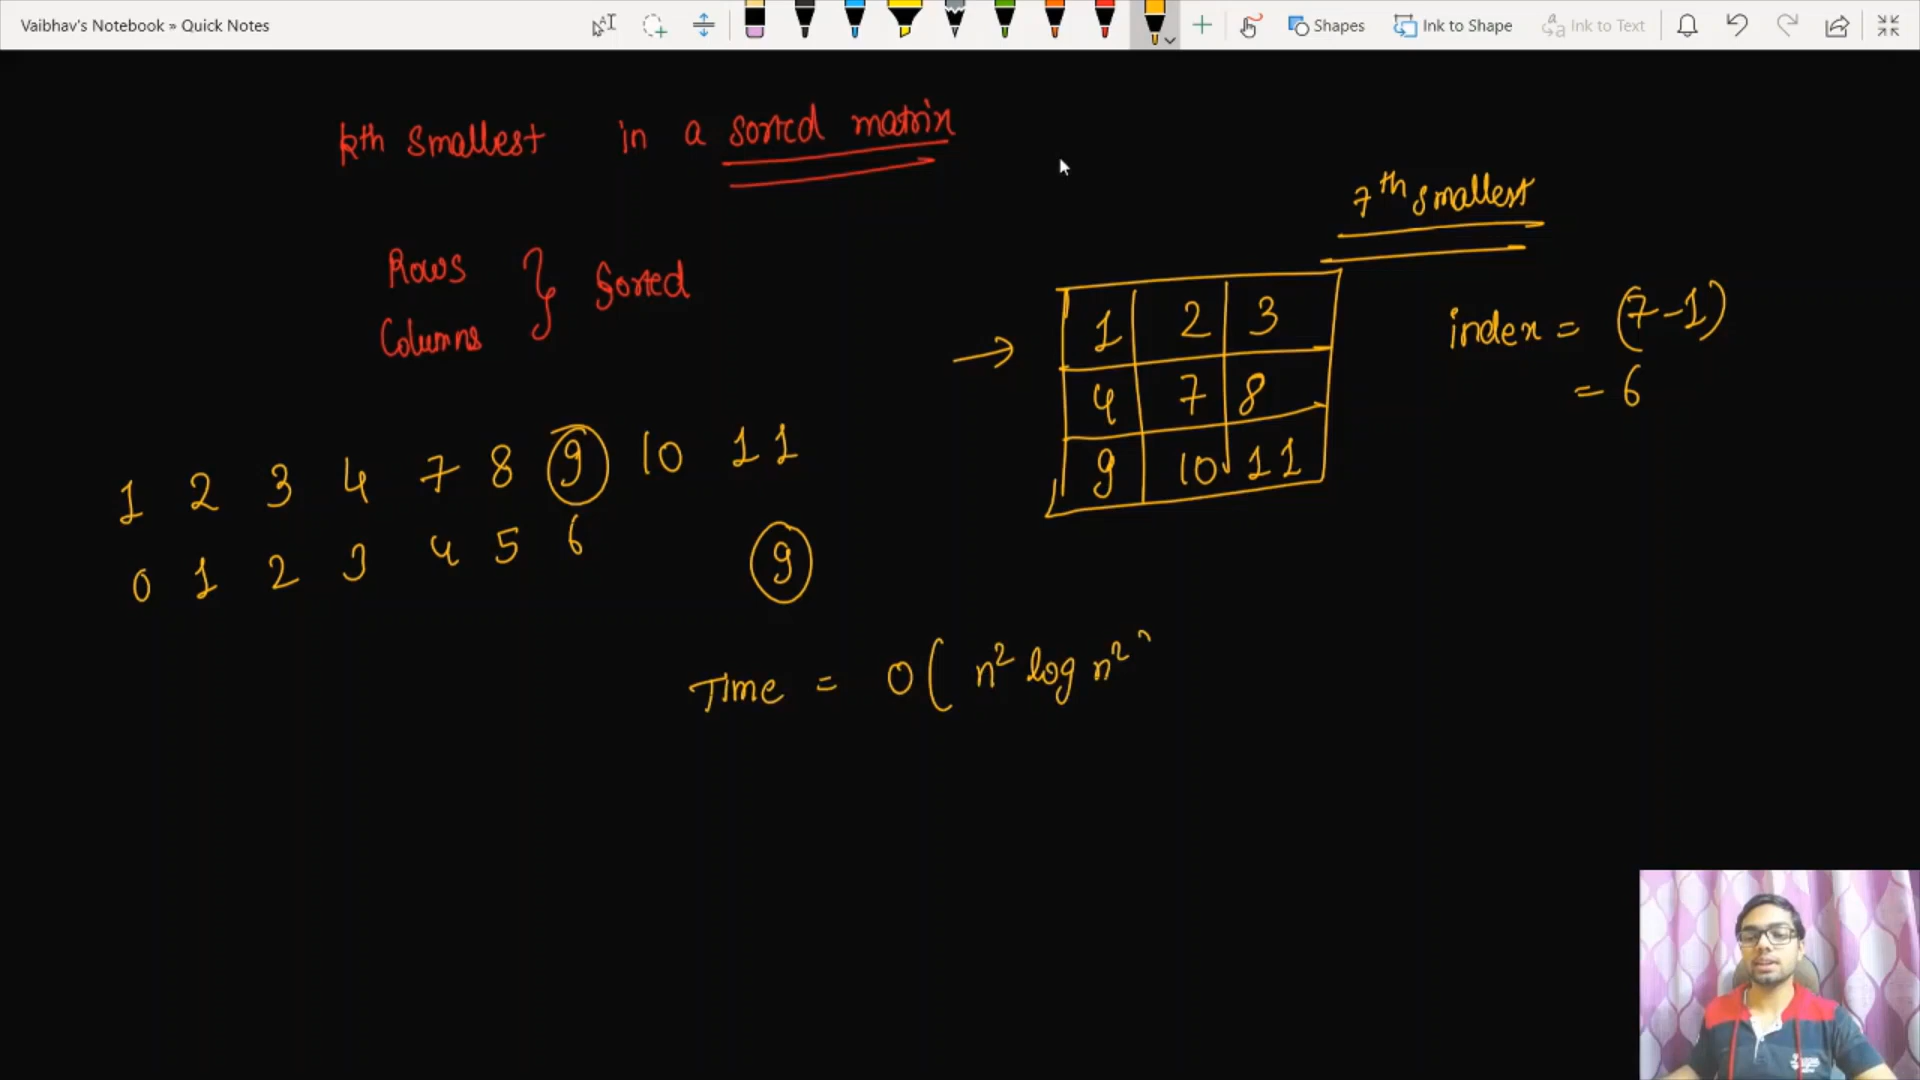 Vaibhav's Notebook » Quick Notes
Shapes
Ink to Shape
Ink to Text
kth smallest in a sorted matrix
7th smallest
Rows
Columns } Sorted
1 2 3
4 7 8
9 10 11
index = (7-1)
= 6
1 2 3 4 7 8 9 10 11
0 1 2 3 4 5 6
9
Time = O( n² log n²